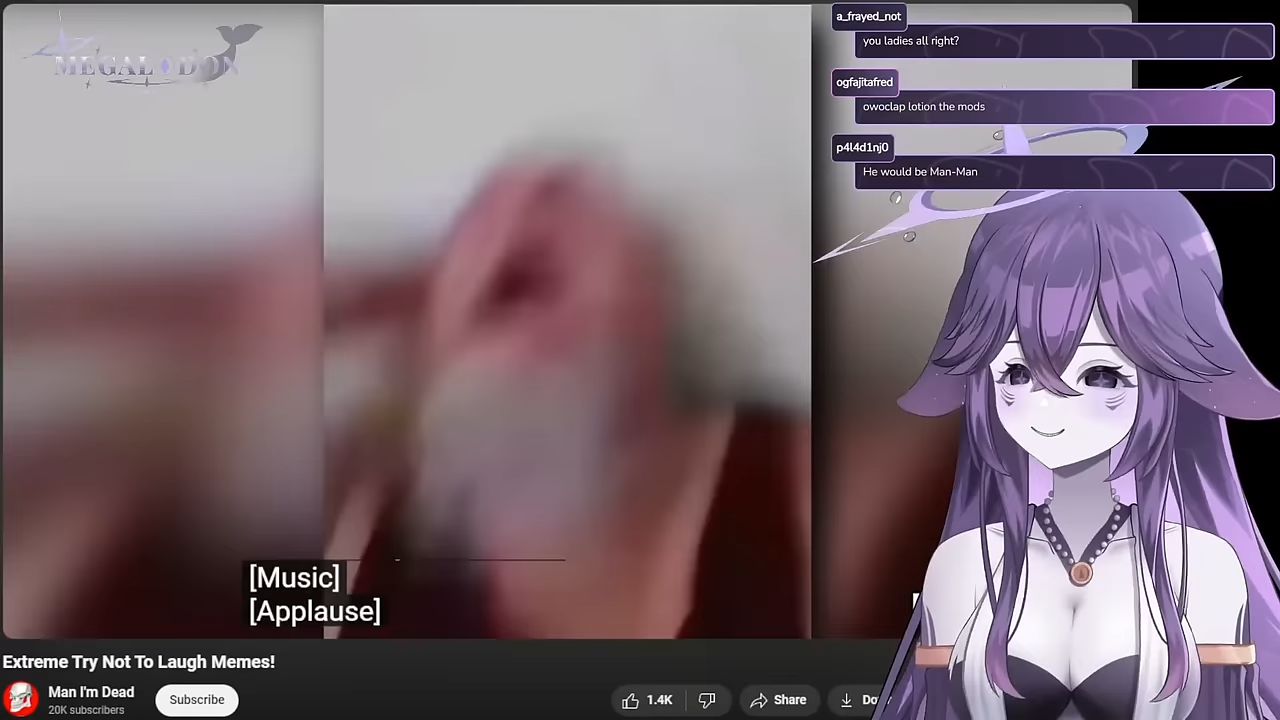 MEGALODON
a_frayed_not
you ladies all right?
ogfajitafred
owoclap lotion the mods
p4l4d1nj0
He would be Man-Man
[Music]
[Applause]
Extreme Try Not To Laugh Memes!
Man I'm Dead
20K subscribers
Subscribe
1.4K
Share
Do